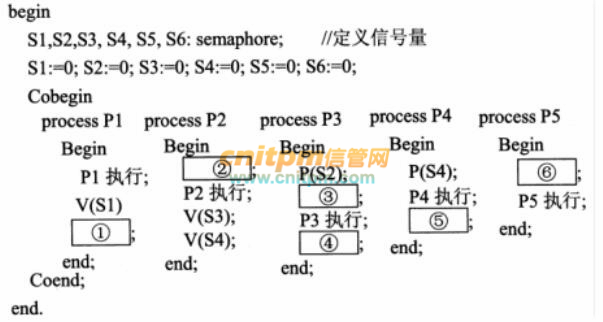 begin
S1,S2,S3, S4, S5, S6: semaphore; //定义信号量
S1:=0; S2:=0; S3:=0; S4:=0; S5:=0; S6:=0;
Cobegin
process P1 process P2 process P3 process P4 process P5
Begin Begin Begin Begin Begin
cnitpm信管网
www.cnitpm.com
P1 执行; ② ; P(S2); P(S4); ⑥ ;
V(S1) P2 执行; ③ ; P4 执行; P5 执行;
① ; V(S3); P3 执行; ⑤ ; end;
V(S4); ④ ; end;
end; end; end;
Coend;
end.